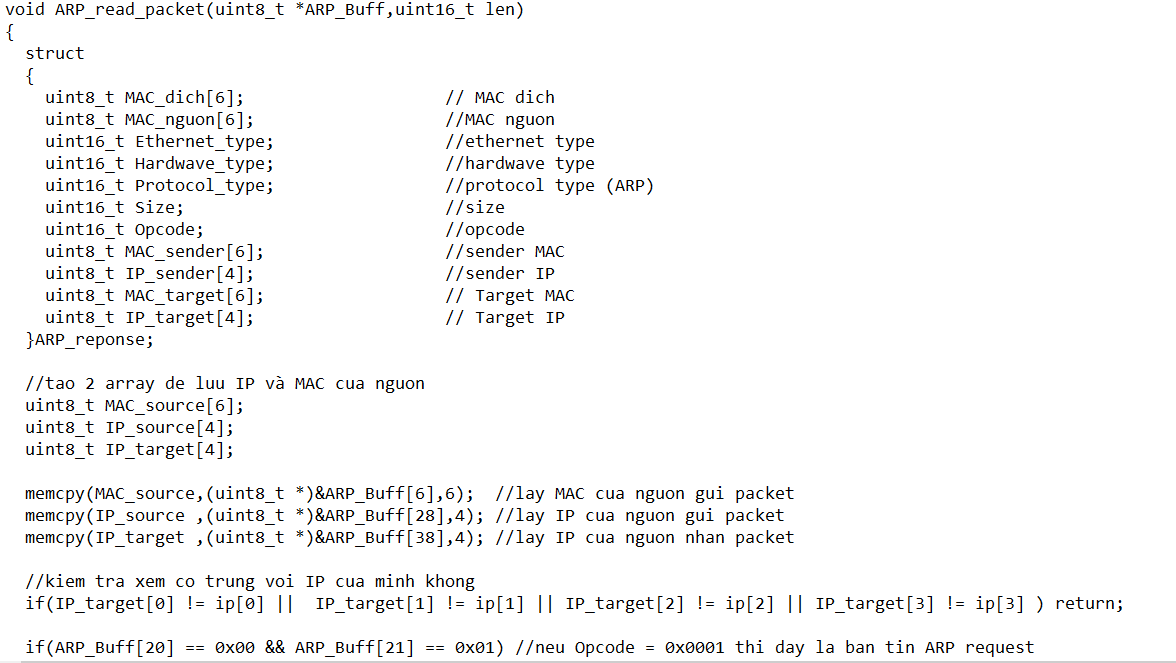 void ARP_read_packet(uint8_t *ARP_Buff,uint16_t len)
{
struct
{
uint8_t MAC_dich[6]; // MAC dich
uint8_t MAC_nguon[6]; //MAC nguon
uint16_t Ethernet_type; //ethernet type
uint16_t Hardwave_type; //hardwave type
uint16_t Protocol_type; //protocol type (ARP)
uint16_t Size; //size
uint16_t Opcode; //opcode
uint8_t MAC_sender[6]; //sender MAC
uint8_t IP_sender[4]; //sender IP
uint8_t MAC_target[6]; // Target MAC
uint8_t IP_target[4]; // Target IP
}ARP_reponse;
//tao 2 array de luu IP và MAC cua nguon
uint8_t MAC_source[6];
uint8_t IP_source[4];
uint8_t IP_target[4];
memcpy(MAC_source,(uint8_t *)&ARP_Buff[6],6); //lay MAC cua nguon gui packet
memcpy(IP_source ,(uint8_t *)&ARP_Buff[28],4); //lay IP cua nguon gui packet
memcpy(IP_target ,(uint8_t *)&ARP_Buff[38],4); //lay IP cua nguon nhan packet
//kiem tra xem co trung voi IP cua minh khong
if(IP_target[0] != ip[0] || IP_target[1] != ip[1] || IP_target[2] != ip[2] || IP_target[3] != ip[3] ) return;
if(ARP_Buff[20] == 0x00 && ARP_Buff[21] == 0x01) //neu Opcode = 0x0001 thi day la ban tin ARP request